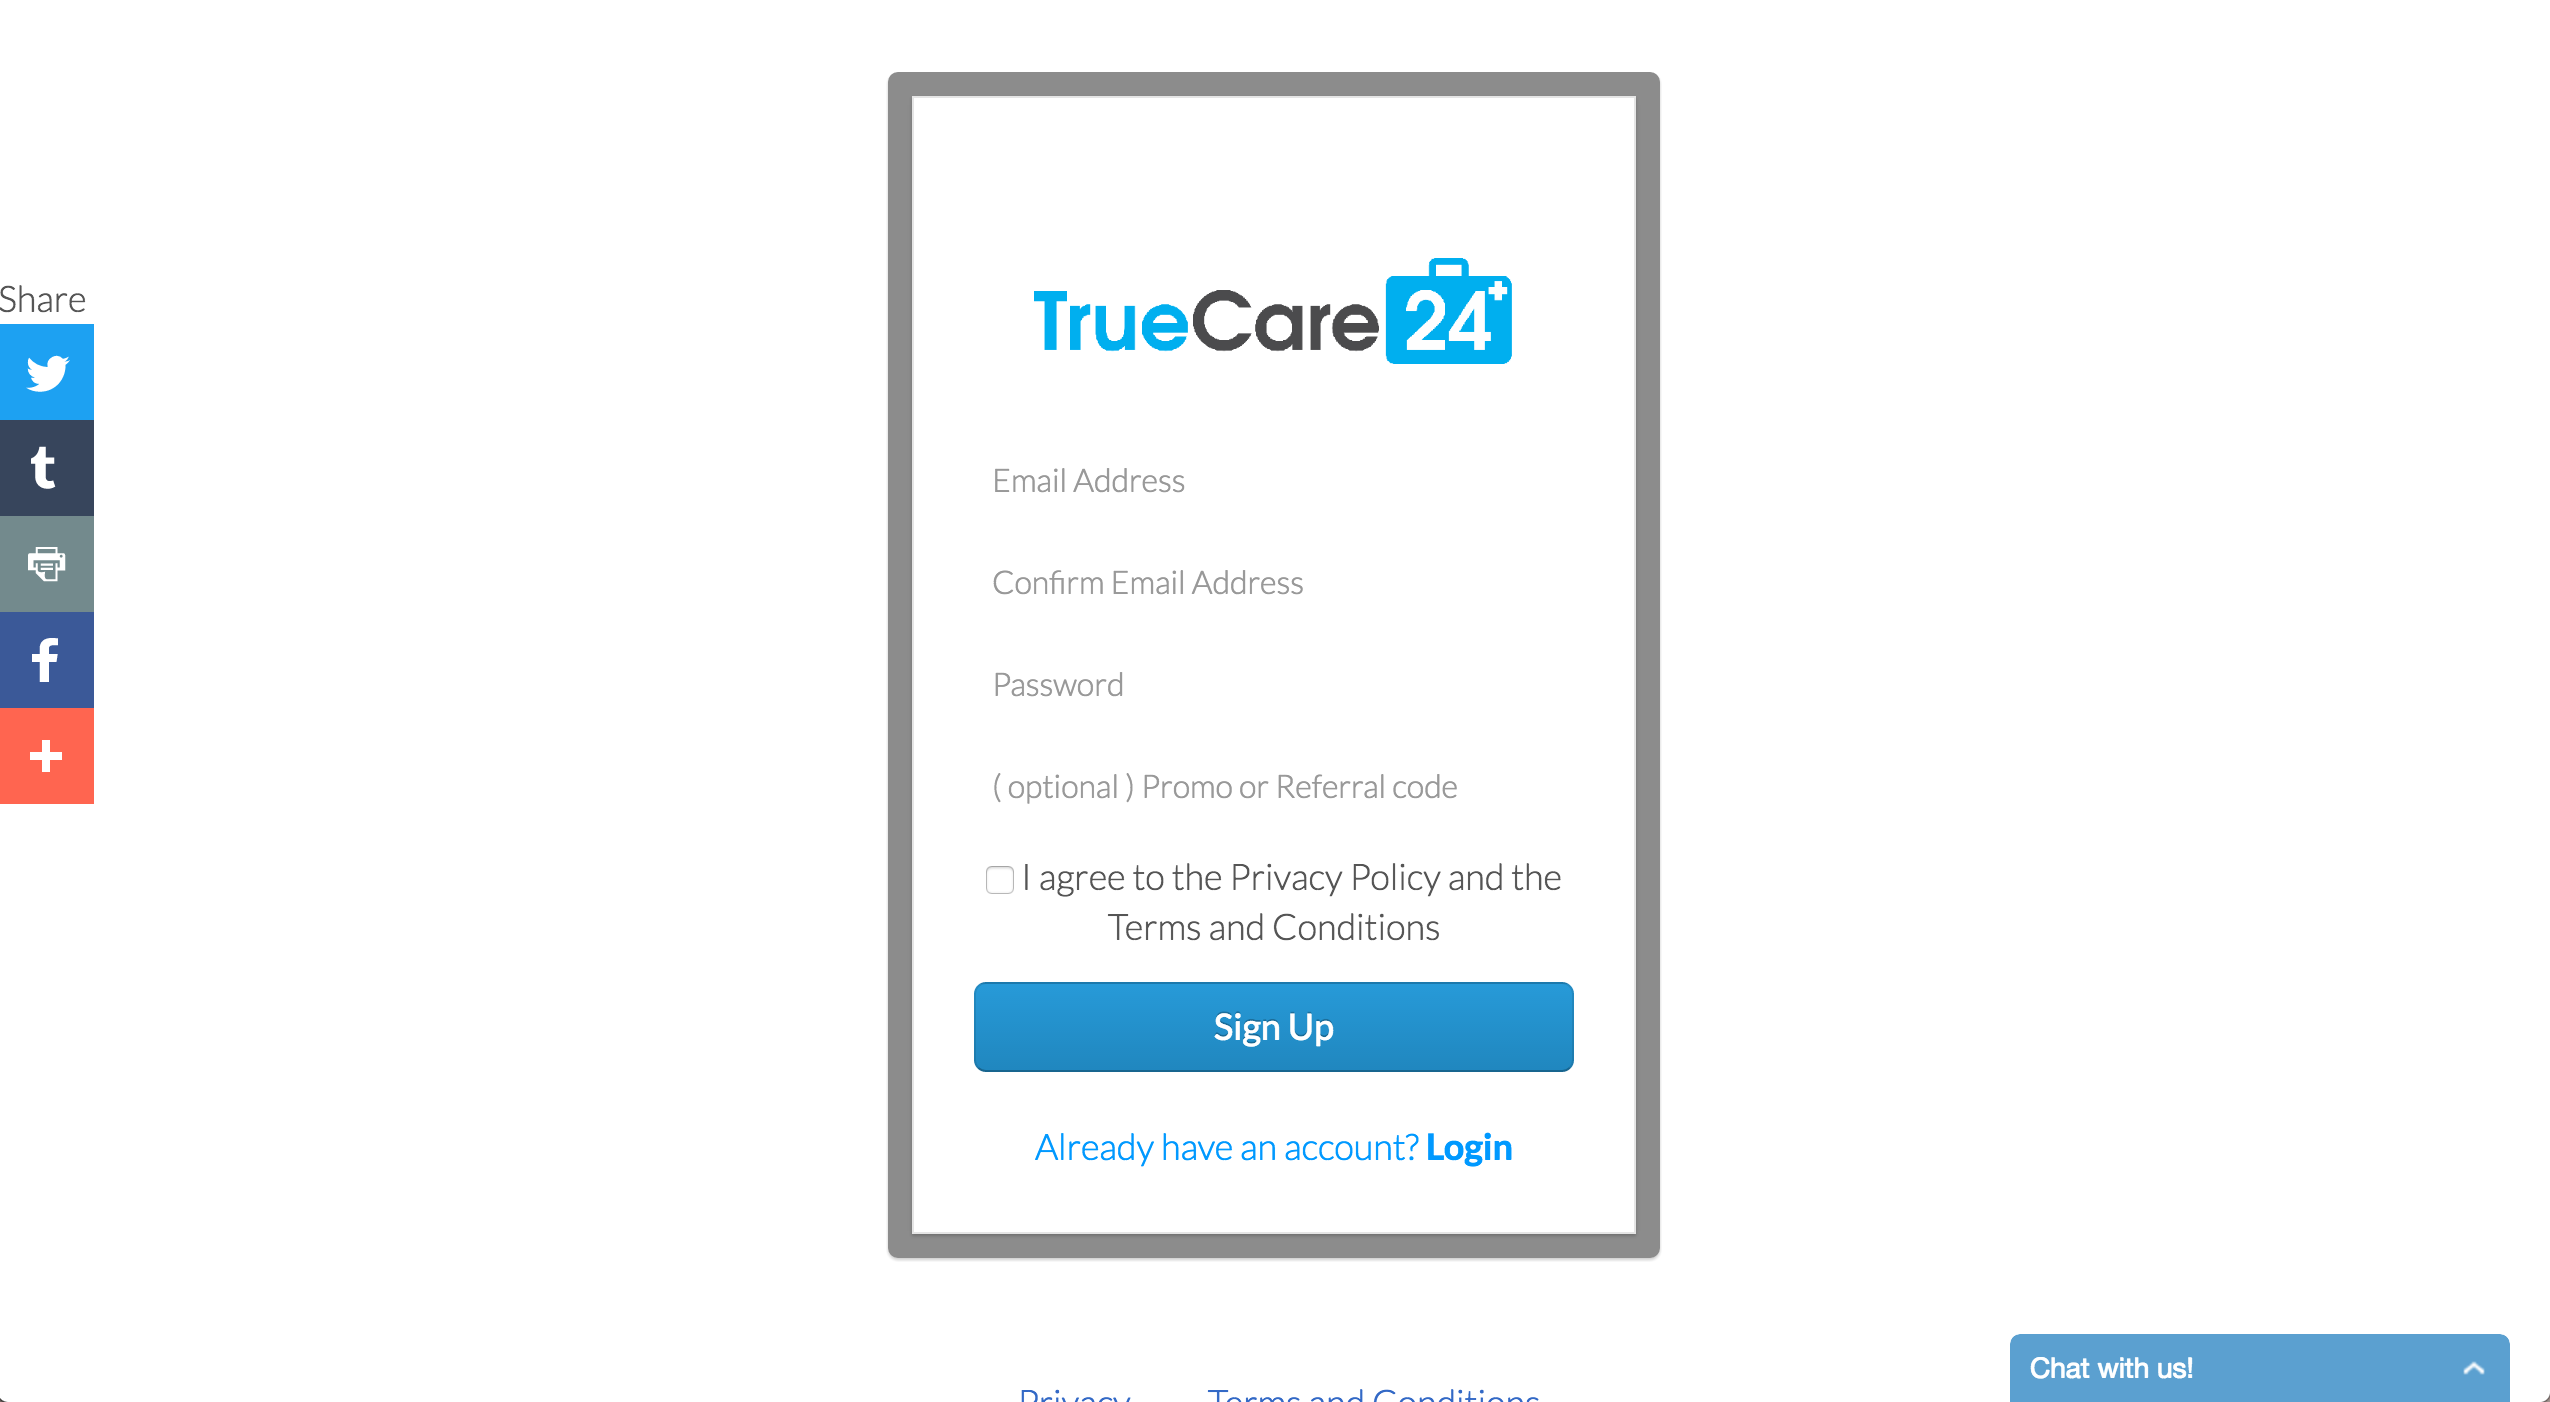 Share
TrueCare 24+
Email Address
Confirm Email Address
Password
( optional ) Promo or Referral code
I agree to the Privacy Policy and the
Terms and Conditions
Sign Up
Already have an account? Login
Chat with us!
Privacy Terms and Conditions